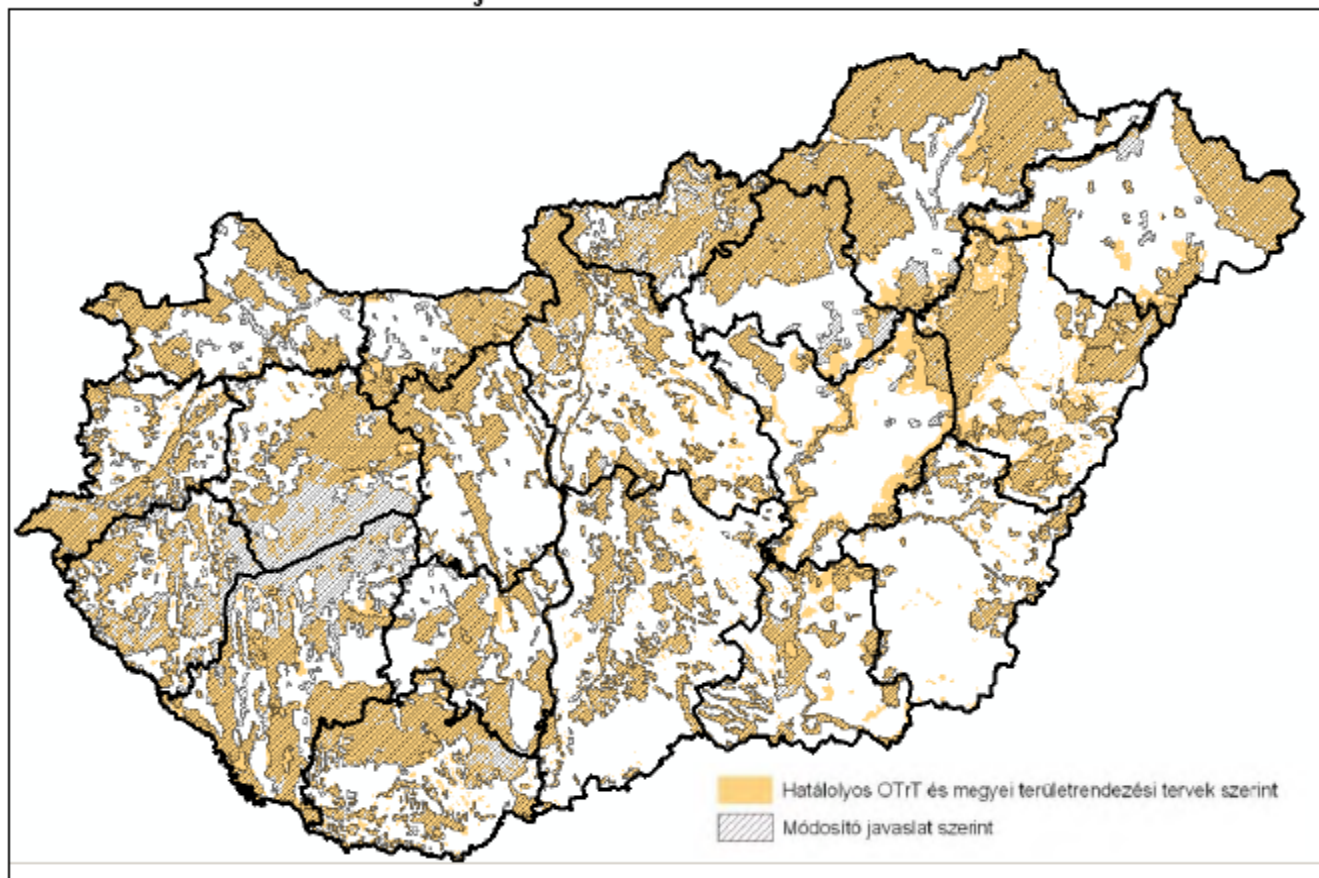 Hatálolyos OTrT és megyei területrendezési tervek szerint
Módosító javaslat szerint